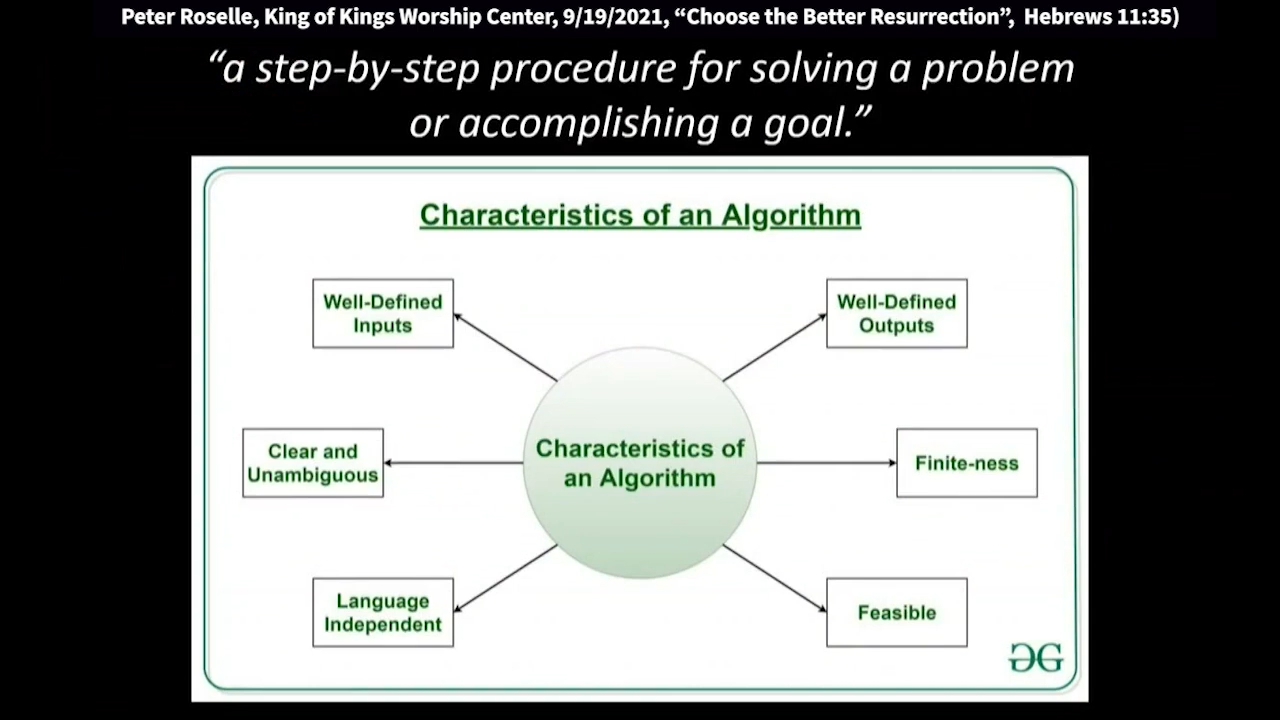 Peter Roselle, King of Kings Worship Center, 9/19/2021, “Choose the Better Resurrection”,  Hebrews 11:35)
“a step-by-step procedure for solving a problem
or accomplishing a goal.”
Characteristics of an Algorithm
Well-Defined
Inputs
Well-Defined
Outputs
Clear and
Unambiguous
Characteristics of
an Algorithm
Finite-ness
Language
Independent
Feasible